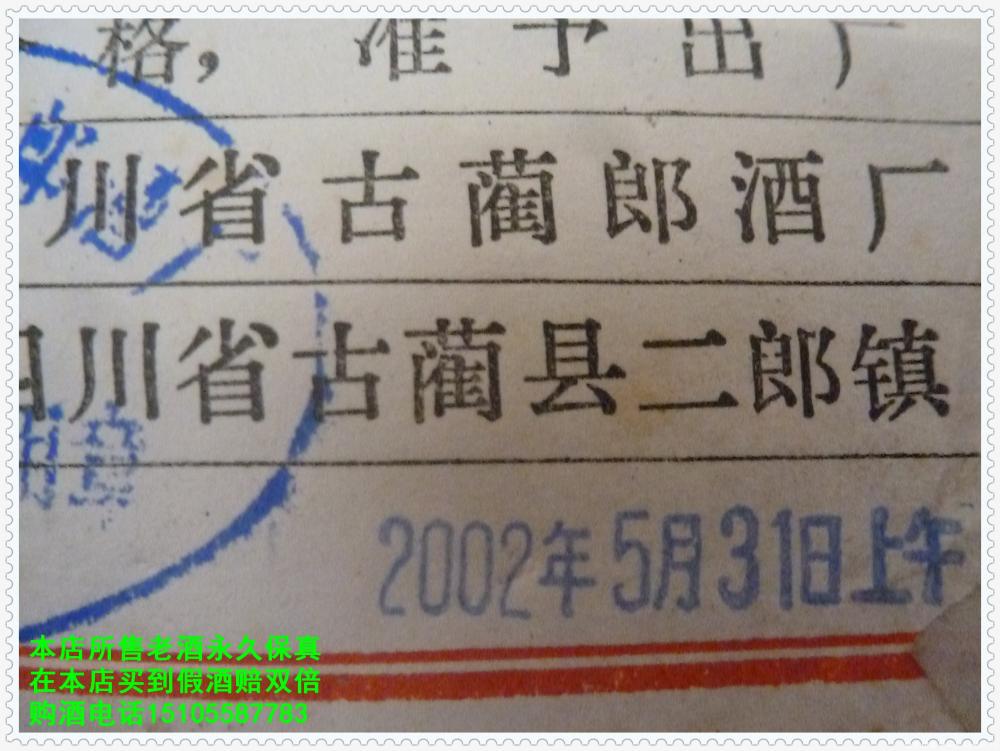 格，准予出厂
川省古蔺郎酒厂
四川省古蔺县二郎镇
2002年5月31日上午
本店所售老酒永久保真
在本店买到假酒赔双倍
购酒电话15105587783